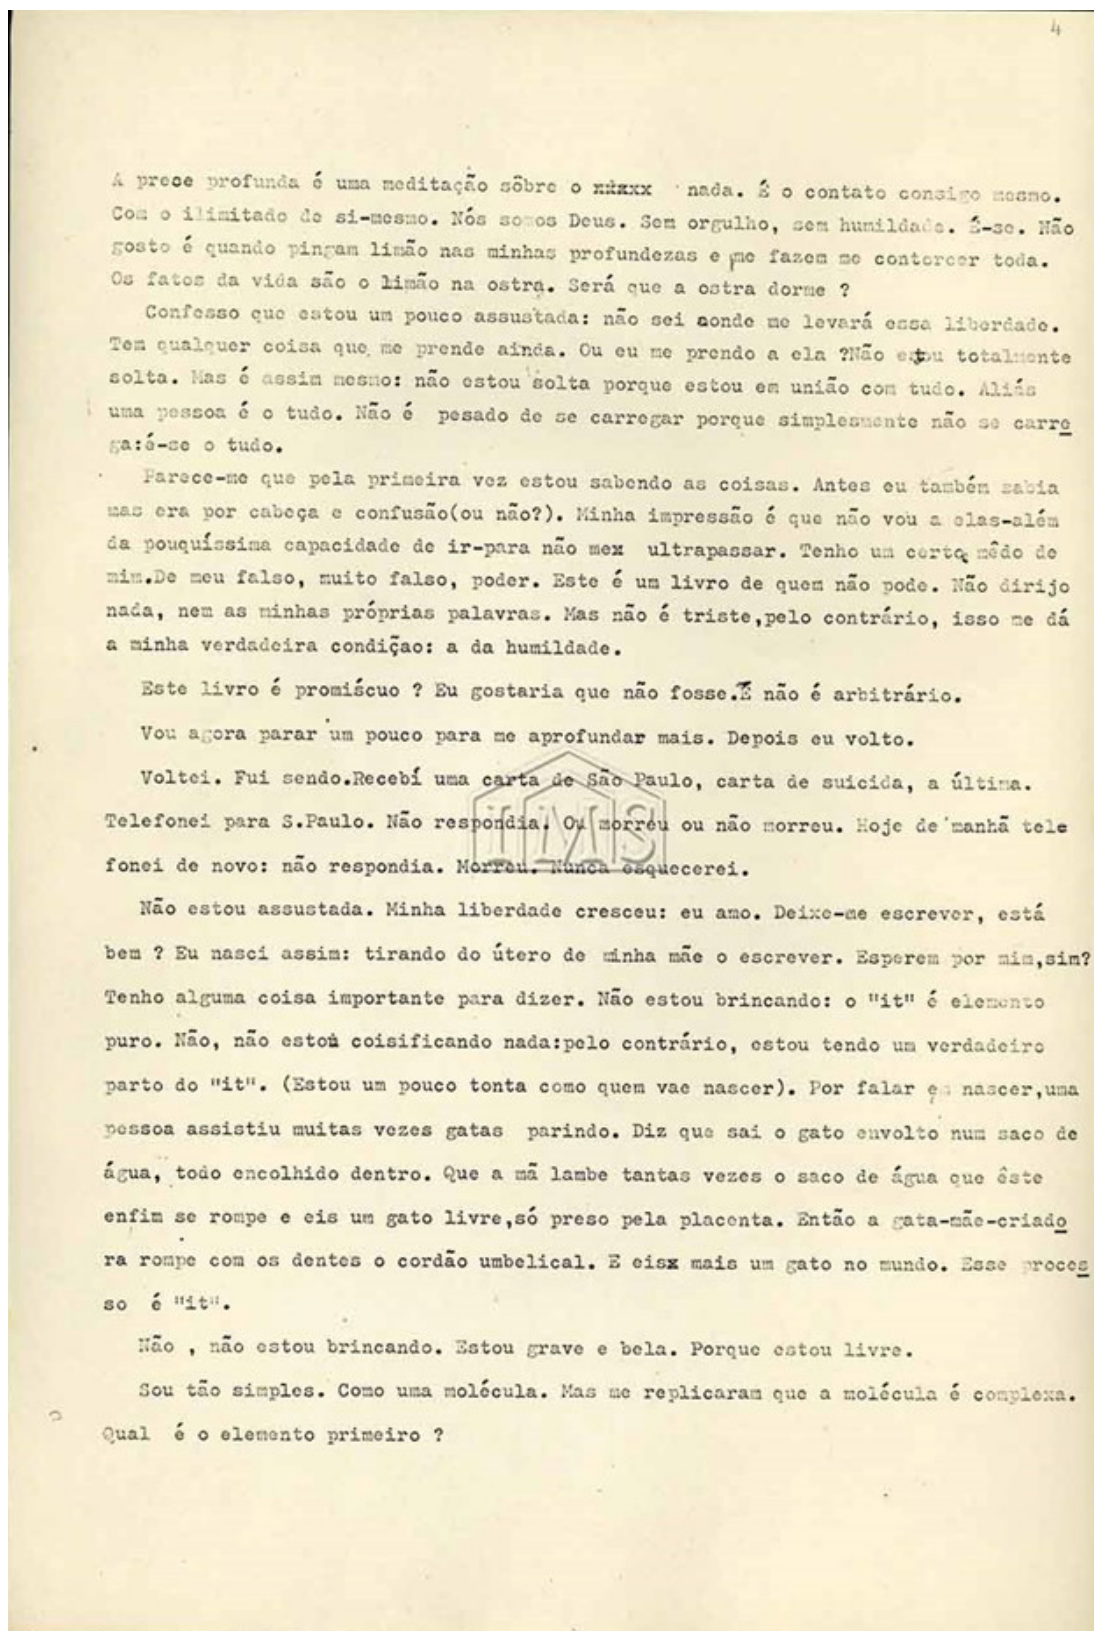 4
A prece profunda é uma meditação sôbre o xxxxx nada. É o contato consigo mesmo.
Com o ilimitado de si-mesmo. Nós somos Deus. Sem orgulho, sem humildade. É-se. Não
gosto é quando pingam limão nas minhas profundezas e me fazem me contorcer toda.
Os fatos da vida são o limão na ostra. Será que a ostra dorme ?
Confesso que estou um pouco assustada: não sei aonde me levará essa liberdade.
Tem qualquer coisa que me prende ainda. Ou eu me prendo a ela ?Não estou totalmente
solta. Mas é assim mesmo: não estou solta porque estou em união com tudo. Aliás
uma pessoa é o tudo. Não é pesado de se carregar porque simplesmente não se carre
ga:é-se o tudo.
Parece-me que pela primeira vez estou sabendo as coisas. Antes eu também sabia
mas era por cabeça e confusão(ou não?). Minha impressão é que não vou a elas-além
da pouquíssima capacidade de ir-para não mex ultrapassar. Tenho um certo mêdo de
mim.De meu falso, muito falso, poder. Este é um livro de quem não pode. Não dirijo
nada, nem as minhas próprias palavras. Mas não é triste,pelo contrário, isso me dá
a minha verdadeira condiçao: a da humildade.
Este livro é promíscuo ? Eu gostaria que não fosse.E não é arbitrário.
Vou agora parar um pouco para me aprofundar mais. Depois eu volto.
Voltei. Fui sendo.Recebí uma carta de São Paulo, carta de suicida, a última.
Telefonei para S.Paulo. Não respondia. Ou morreu ou não morreu. Hoje de manhã tele
fonei de novo: não respondia. Morreu. Nunca esquecerei.
IMS
Não estou assustada. Minha liberdade cresceu: eu amo. Deixe-me escrever, está
bem ? Eu nasci assim: tirando do útero de minha mãe o escrever. Esperem por mim,sim?
Tenho alguma coisa importante para dizer. Não estou brincando: o "it" é elemento
puro. Não, não estou coisificando nada:pelo contrário, estou tendo um verdadeiro
parto do "it". (Estou um pouco tonta como quem vae nascer). Por falar em nascer,uma
pessoa assistiu muitas vezes gatas parindo. Diz que sai o gato envolto num saco de
água, todo encolhido dentro. Que a mã lambe tantas vezes o saco de água que êste
enfim se rompe e eis um gato livre,só preso pela placenta. Então a gata-mãe-criado
ra rompe com os dentes o cordão umbelical. E eisx mais um gato no mundo. Esse proces
so é "it".
Não , não estou brincando. Estou grave e bela. Porque estou livre.
Sou tão simples. Como uma molécula. Mas me replicaram que a molécula é complexa.
Qual é o elemento primeiro ?